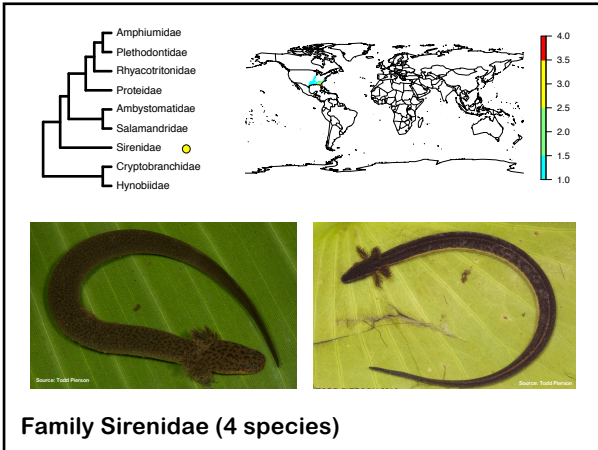 Amphiumidae
Plethodontidae
Rhyacotritonidae
Proteidae
Ambystomatidae
Salamandridae
Sirenidae
Cryptobranchidae
Hynobiidae
4.0
3.5
3.0
2.5
2.0
1.5
1.0
Source: Todd Pierson
Source: Todd Pierson
Family Sirenidae (4 species)